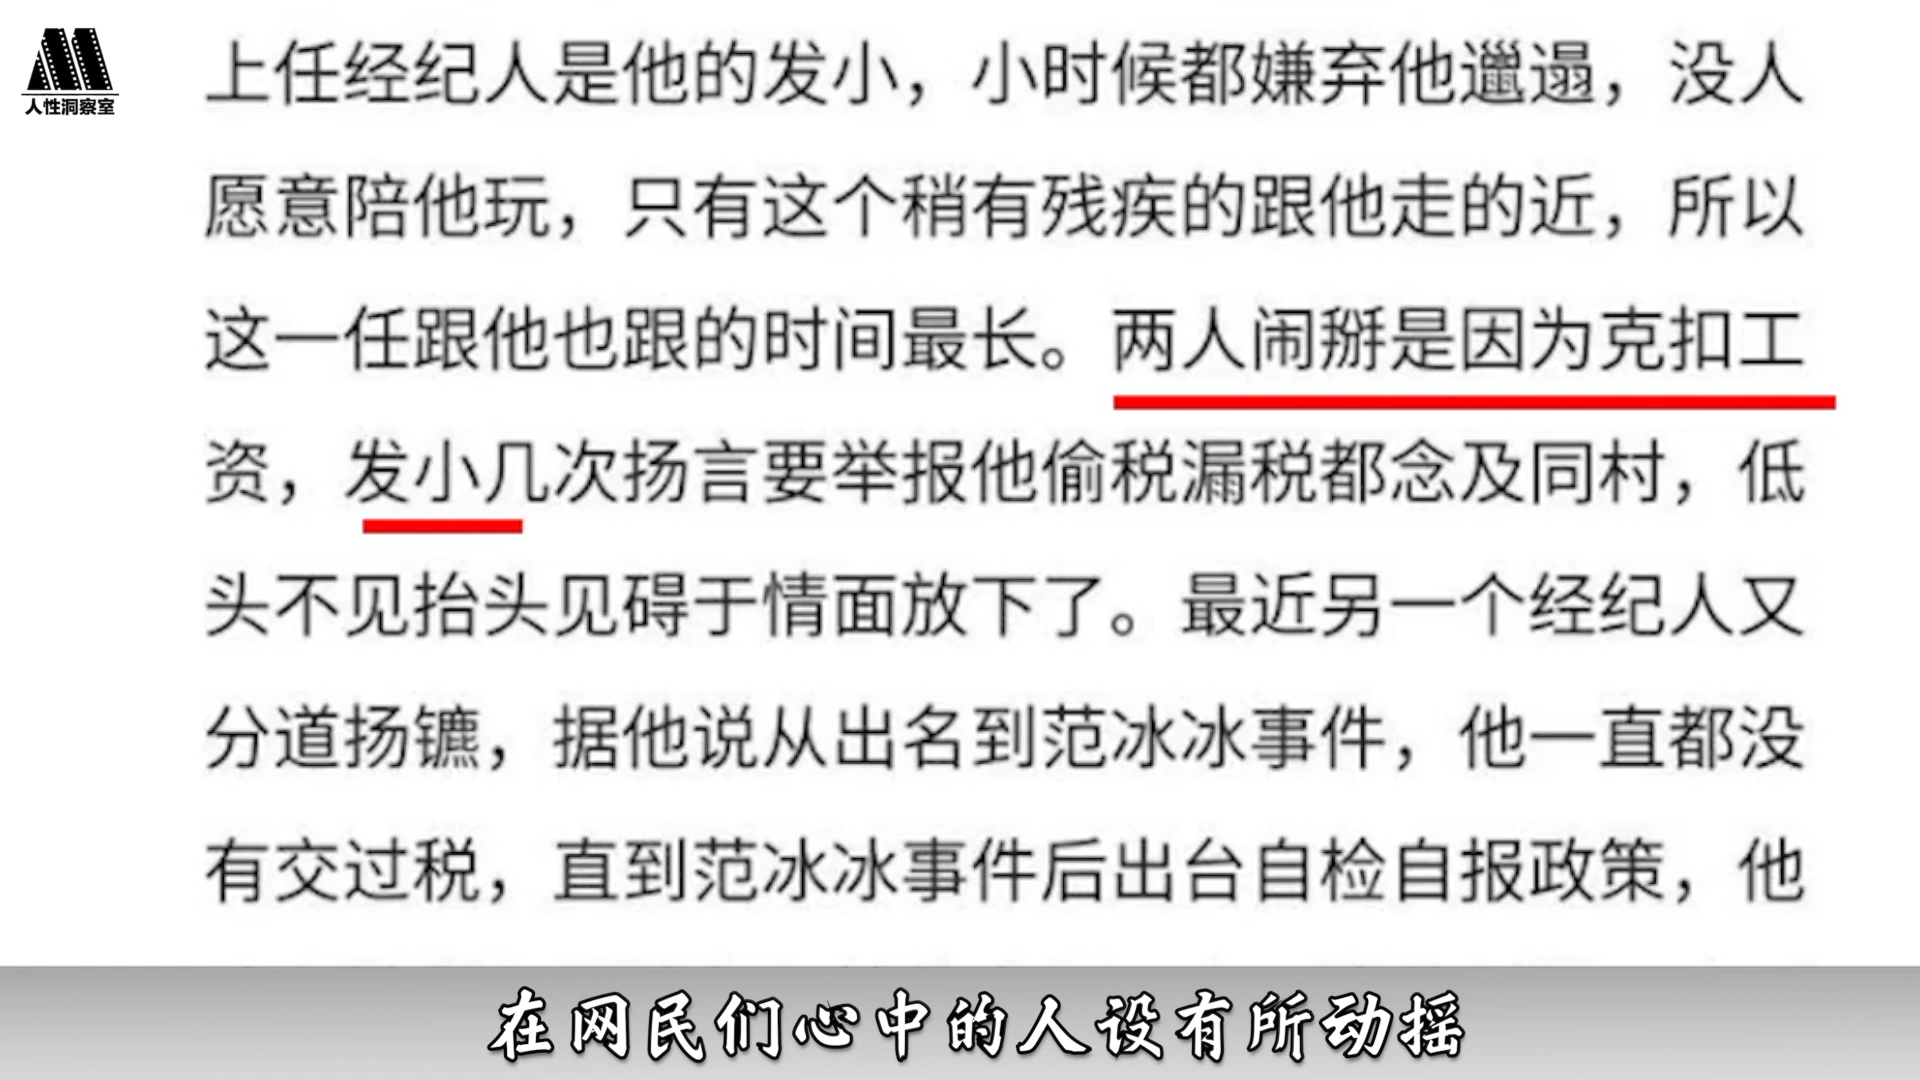 人性洞察室
上任经纪人是他的发小，小时候都嫌弃他邋遢，没人
愿意陪他玩，只有这个稍有残疾的跟他走的近，所以
这一任跟他也跟的时间最长。两人闹掰是因为克扣工
资，发小几次扬言要举报他偷税漏税都念及同村，低
头不见抬头见碍于情面放下了。最近另一个经纪人又
分道扬镳，据他说从出名到范冰冰事件，他一直都没
有交过税，直到范冰冰事件后出台自检自报政策，他
在网民们心中的人设有所动摇